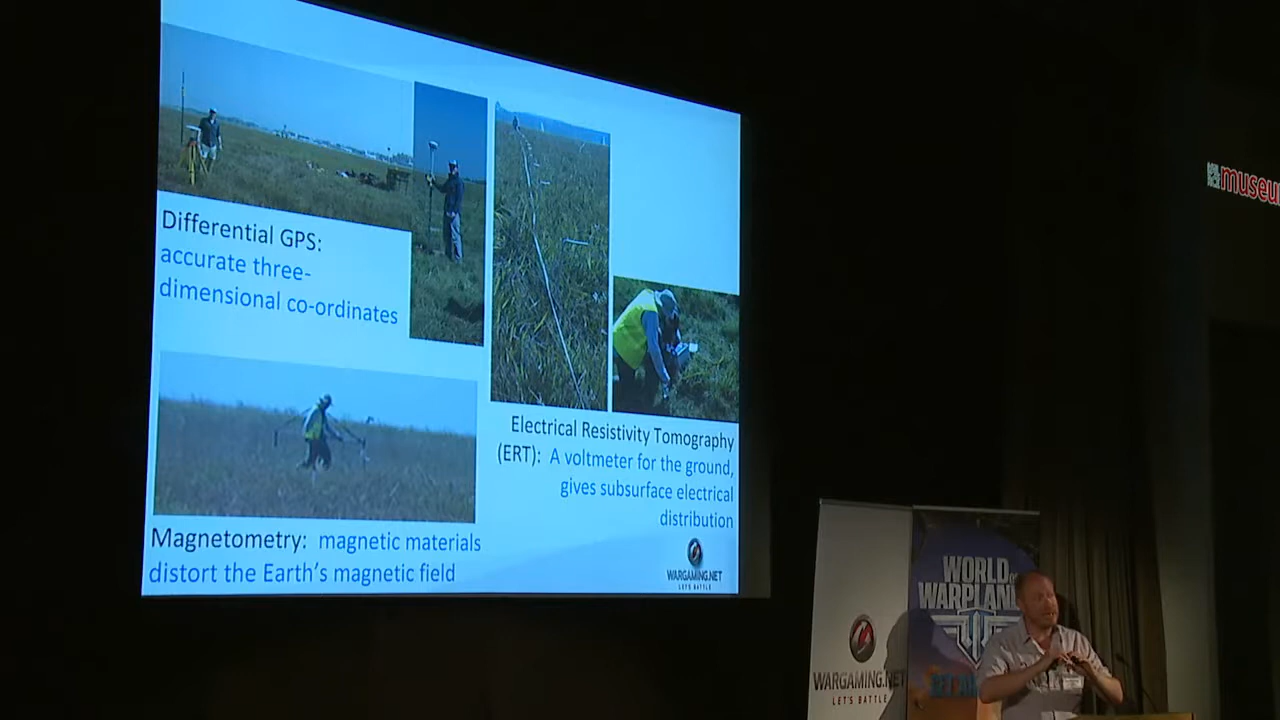 Differential GPS:
accurate three-
dimensional co-ordinates
Electrical Resistivity Tomography
(ERT): A voltmeter for the ground,
gives subsurface electrical
distribution
Magnetometry: magnetic materials
distort the Earth's magnetic field
WARGAMING.NET
LET'S BATTLE
museu
WARGAMING.NET
LET'S BATTLE
WORLD of
WARPLAN